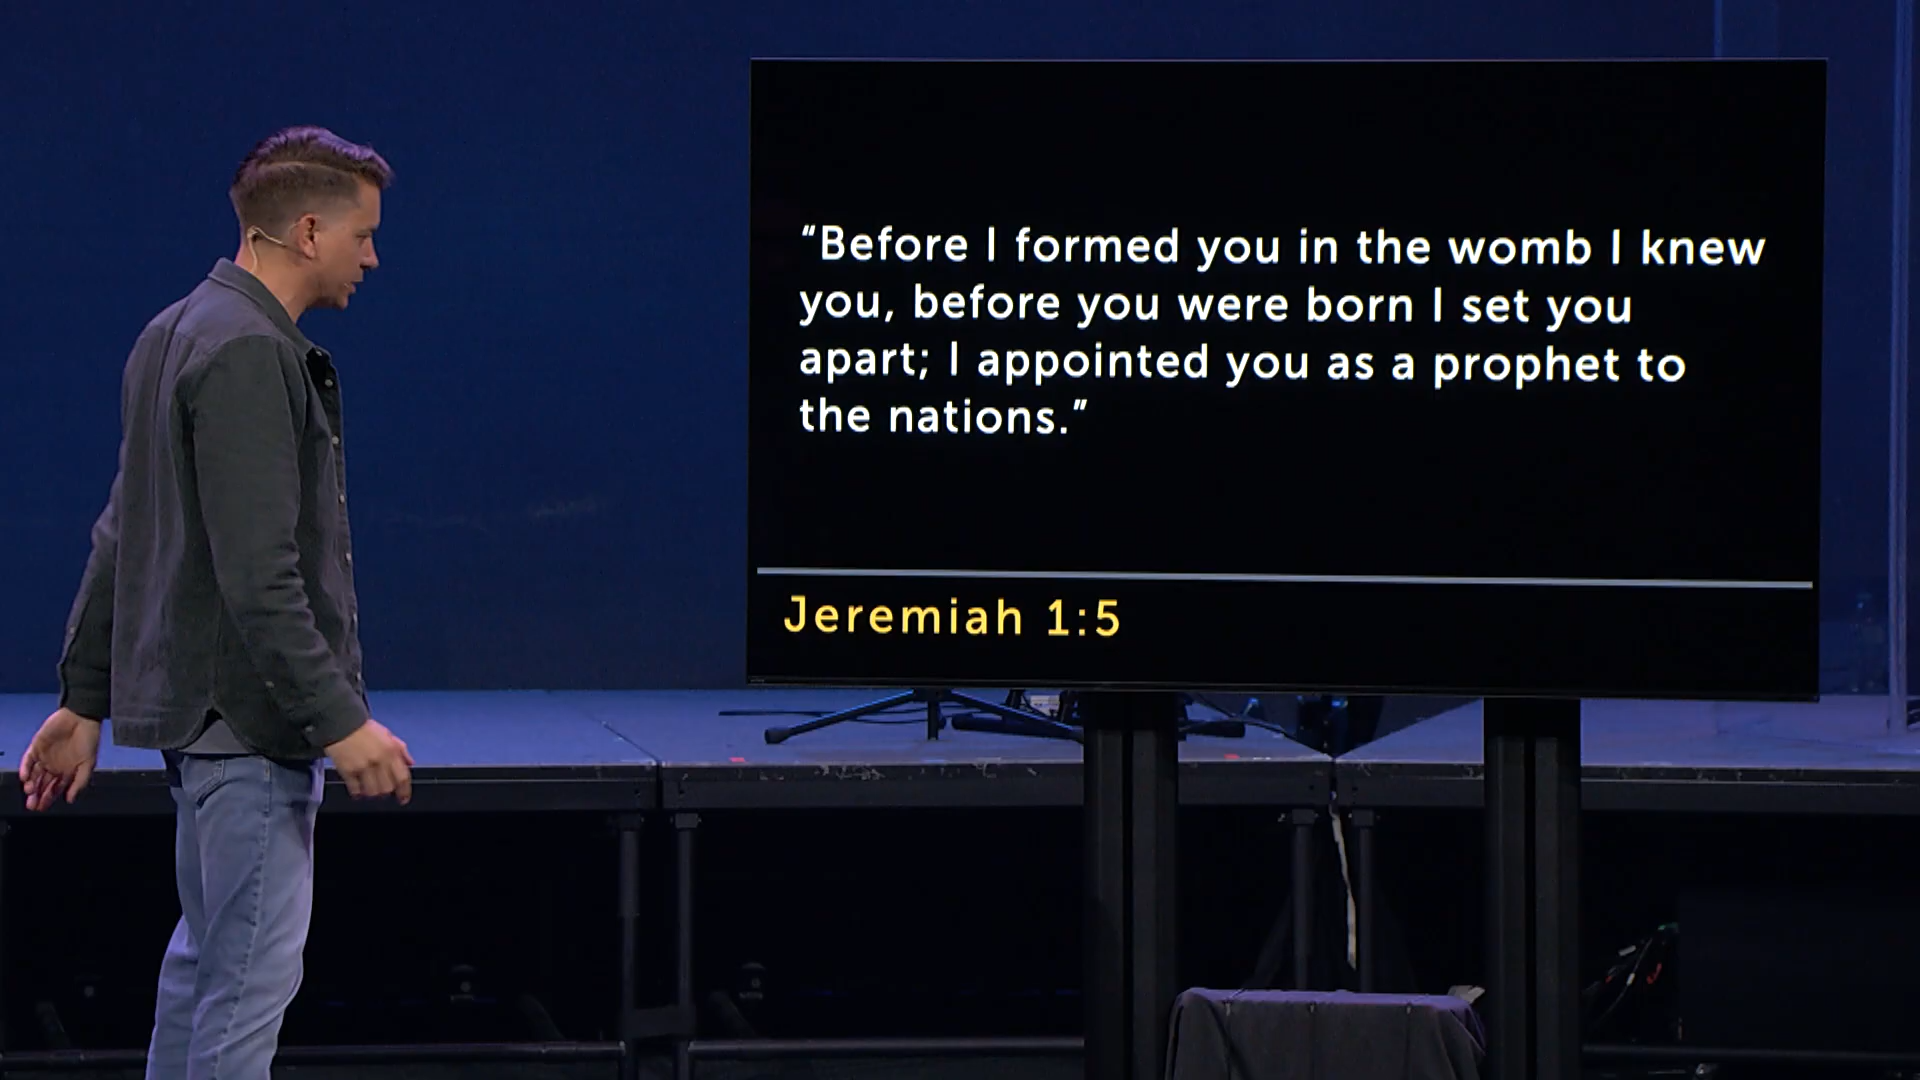 “Before I formed you in the womb I knew
you, before you were born I set you
apart; I appointed you as a prophet to
the nations.”
Jeremiah 1:5